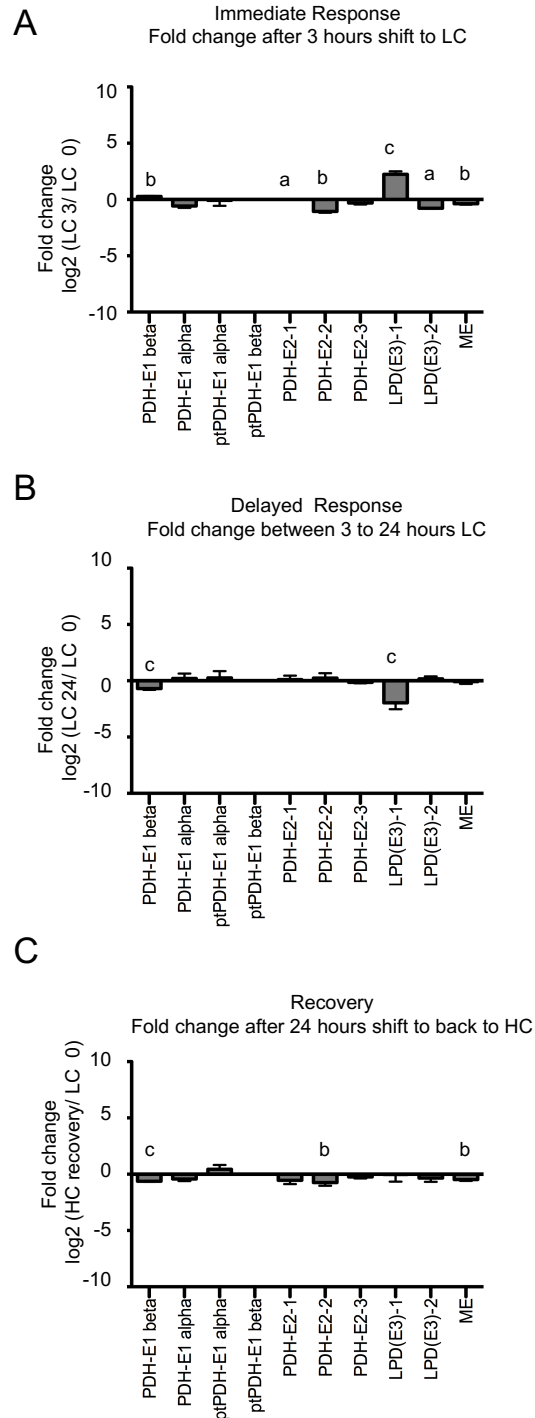 A
Immediate Response
Fold change after 3 hours shift to LC
Fold change
log2 (LC 3/ LC 0)
10
5
0
-5
-10
b
a
b
c
a
b
PDH-E1 beta
PDH-E1 alpha
ptPDH-E1 alpha
ptPDH-E1 beta
PDH-E2-1
PDH-E2-2
PDH-E2-3
LPD(E3)-1
LPD(E3)-2
ME
B
Delayed Response
Fold change between 3 to 24 hours LC
Fold change
log2 (LC 24/ LC 0)
10
5
0
-5
-10
c
c
PDH-E1 beta
PDH-E1 alpha
ptPDH-E1 alpha
ptPDH-E1 beta
PDH-E2-1
PDH-E2-2
PDH-E2-3
LPD(E3)-1
LPD(E3)-2
ME
C
Recovery
Fold change after 24 hours shift to back to HC
Fold change
log2 (HC recovery/ LC 0)
10
5
0
-5
-10
c
b
b
PDH-E1 beta
PDH-E1 alpha
ptPDH-E1 alpha
ptPDH-E1 beta
PDH-E2-1
PDH-E2-2
PDH-E2-3
LPD(E3)-1
LPD(E3)-2
ME